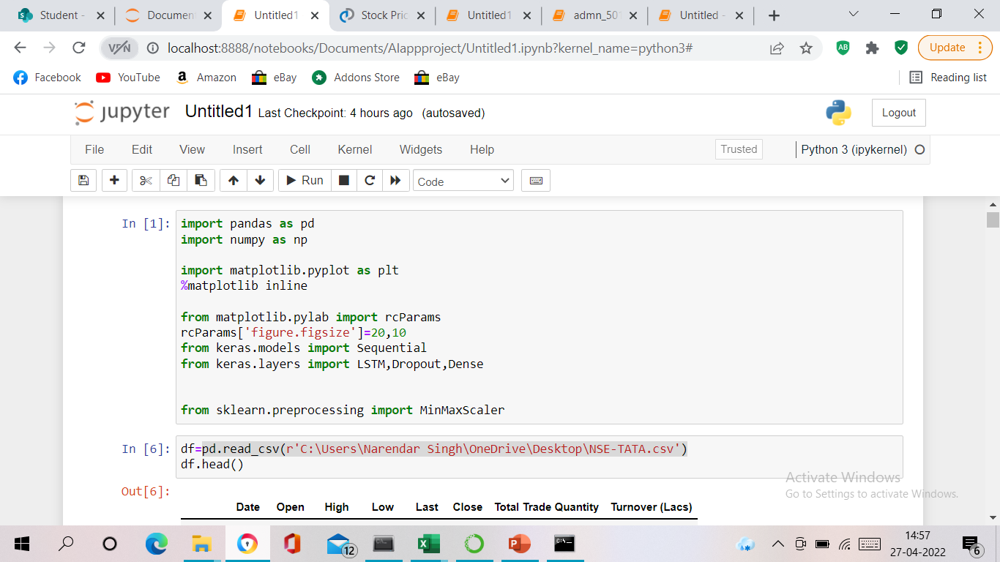 Student -
Documen
Untitled1
Stock Pric
Untitled1
admn_501
Untitled -
VPN
localhost:8888/notebooks/Documents/AIappproject/Untitled1.ipynb?kernel_name=python3#
AB
Update
Facebook
YouTube
Amazon
eBay
Addons Store
eBay
Reading list
jupyter Untitled1 Last Checkpoint: 4 hours ago (autosaved)
Logout
File Edit View Insert Cell Kernel Widgets Help
Trusted
Python 3 (ipykernel)
Run
Code
In [1]: import pandas as pd
import numpy as np
import matplotlib.pyplot as plt
%matplotlib inline
from matplotlib.pylab import rcParams
rcParams['figure.figsize']=20,10
from keras.models import Sequential
from keras.layers import LSTM,Dropout,Dense
from sklearn.preprocessing import MinMaxScaler
In [6]: df=pd.read_csv(r'C:\Users\Narendar Singh\OneDrive\Desktop\NSE-TATA.csv')
df.head()
Activate Windows
Go to Settings to activate Windows.
Out[6]:
Date Open High Low Last Close Total Trade Quantity Turnover (Lacs)
12
14:57
27-04-2022
6